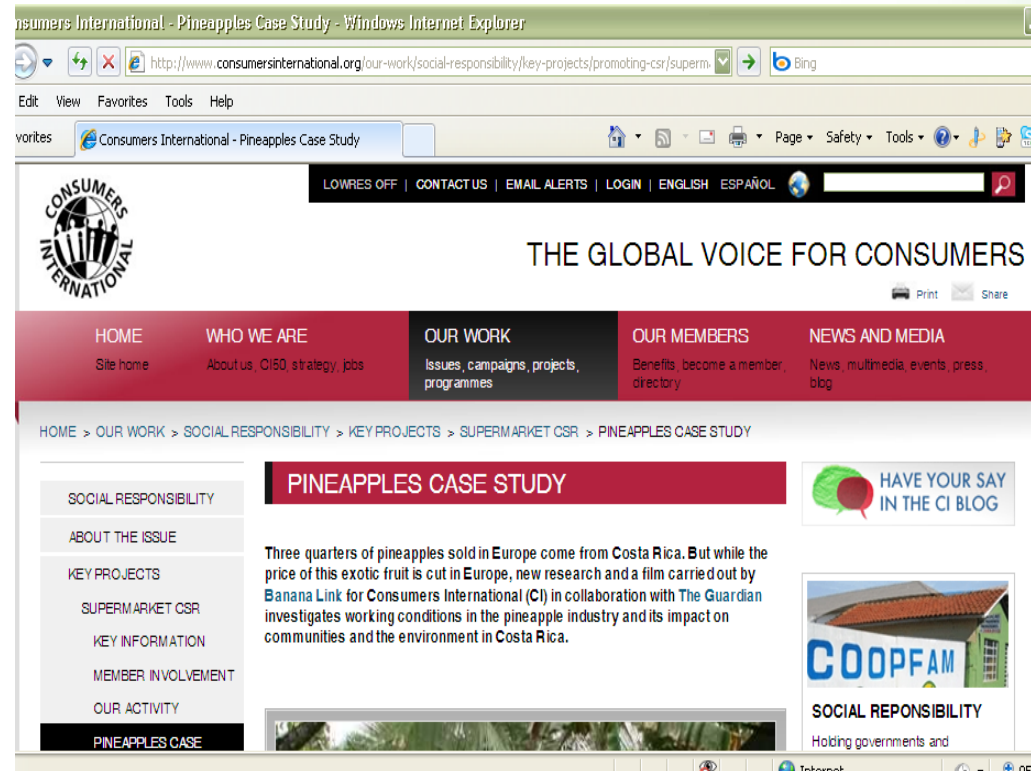 nsumers International - Pineapples Case Study - Windows Internet Explorer
http://www.consumersinternational.org/our-work/social-responsibility/key-projects/promoting-csr/superm
Bing
Edit View Favorites Tools Help
vorites Consumers International - Pineapples Case Study Page Safety Tools
CONSUMERS INTERNATIONAL
LOWRES OFF | CONTACT US | EMAIL ALERTS | LOGIN | ENGLISH ESPAÑOL
THE GLOBAL VOICE FOR CONSUMERS
Print Share
HOME WHO WE ARE OUR WORK OUR MEMBERS NEWS AND MEDIA
Site home About us, CI50, strategy, jobs Issues, campaigns, projects, Benefits, become a member, News, multimedia, events, press,
programmes directory blog
HOME > OUR WORK > SOCIAL RESPONSIBILITY > KEY PROJECTS > SUPERMARKET CSR > PINEAPPLES CASE STUDY
SOCIAL RESPONSIBILITY
ABOUT THE ISSUE
KEY PROJECTS
SUPERMARKET CSR
KEY INFORMATION
MEMBER INVOLVEMENT
OUR ACTIVITY
PINEAPPLES CASE
PINEAPPLES CASE STUDY
Three quarters of pineapples sold in Europe come from Costa Rica. But while the
price of this exotic fruit is cut in Europe, new research and a film carried out by
Banana Link for Consumers International (CI) in collaboration with The Guardian
investigates working conditions in the pineapple industry and its impact on
communities and the environment in Costa Rica.
HAVE YOUR SAY
IN THE CI BLOG
COOPFAM
SOCIAL REPONSIBILITY
Holding governments and
Internet